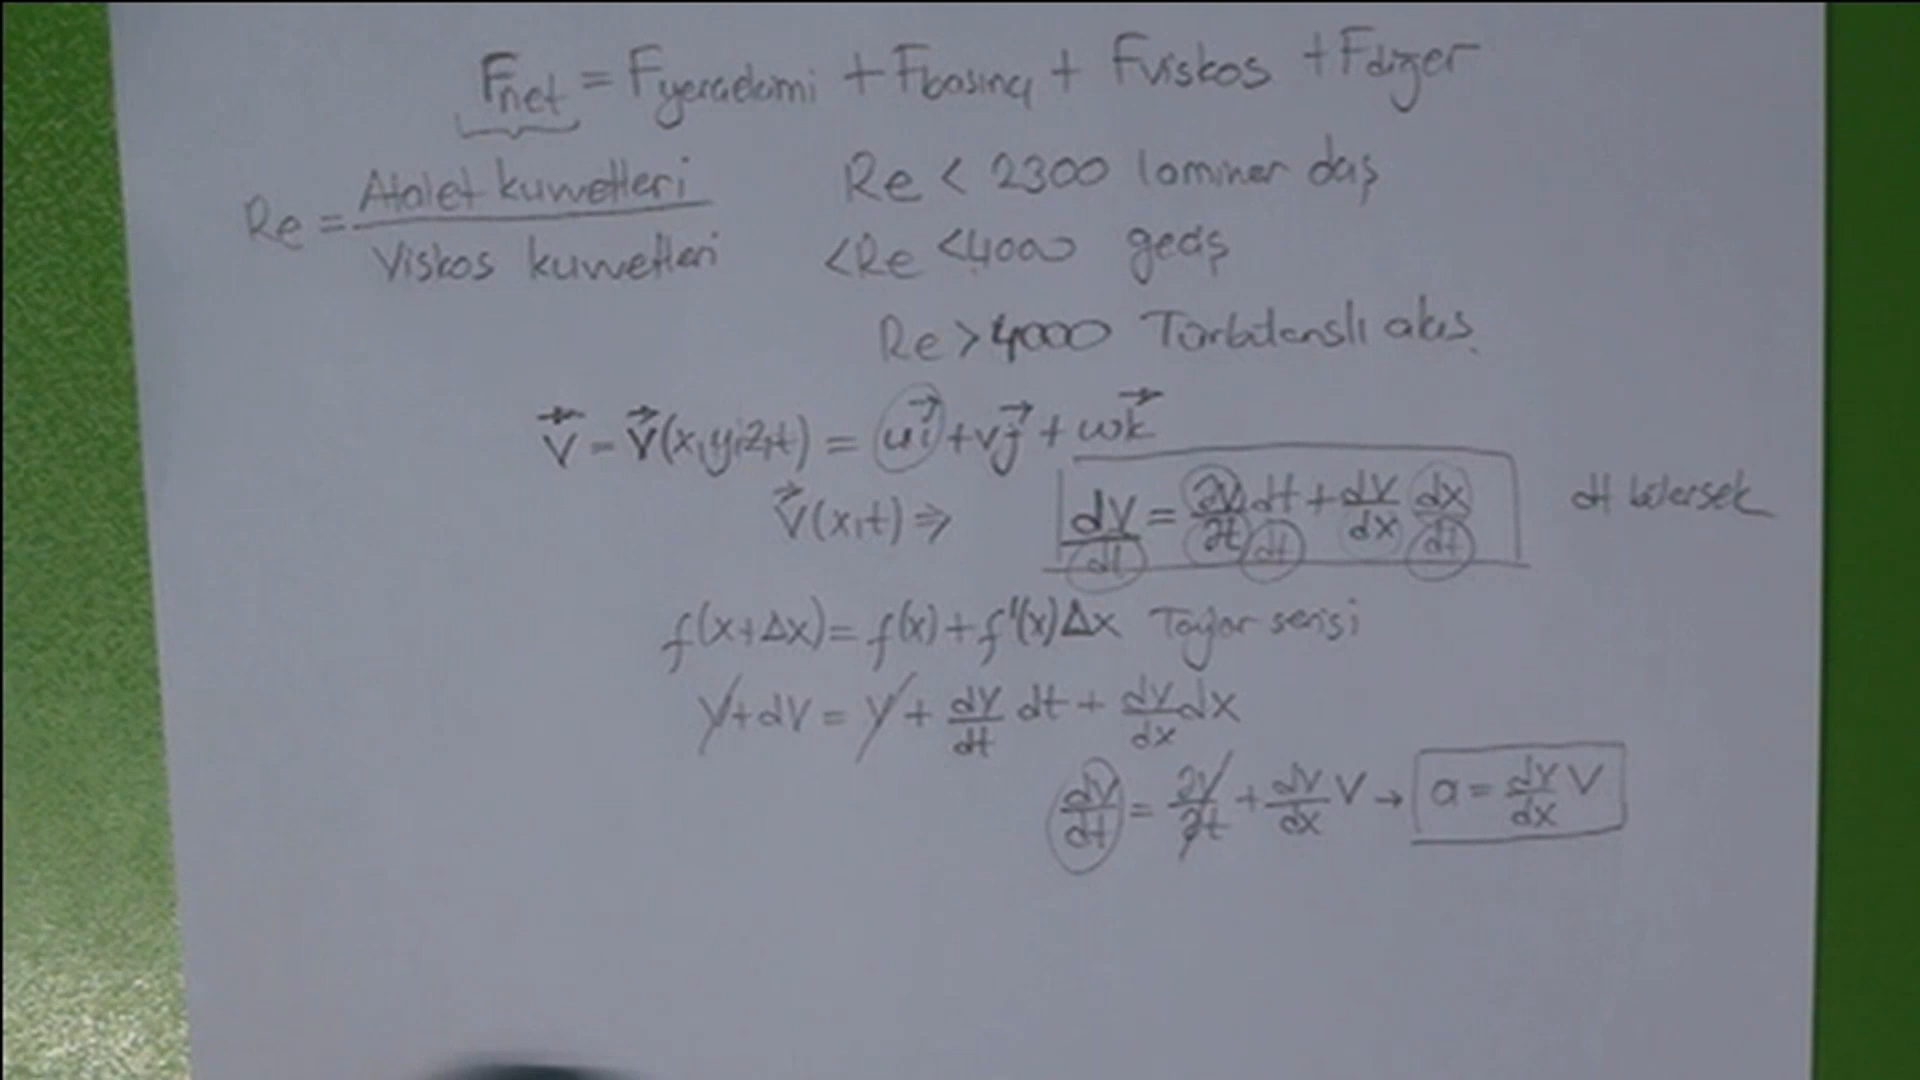 Fnet = Fyerçekimi + Fbasınç + Fviskos + Fdiğer
Re = Atalet kuvvetleri / Viskos kuvvetleri
Re < 2300 laminer
<Re <4000 geçiş
Re > 4000 Türbülanslı akış.
V⃗ = V⃗(x,y,z,t) = ui⃗ + vj⃗ + wk⃗
V⃗(x,t) ⇒ dV/dt = ∂V/∂t dt/dt + dV/dx dx/dt dt bölersek
f(x+Δx) = f(x) + f'(x)Δx Taylor serisi
V+dV = V + dV/dt dt + dV/dx dx
dV/dt = ∂V/∂t + dV/dx V → a = dV/dx V